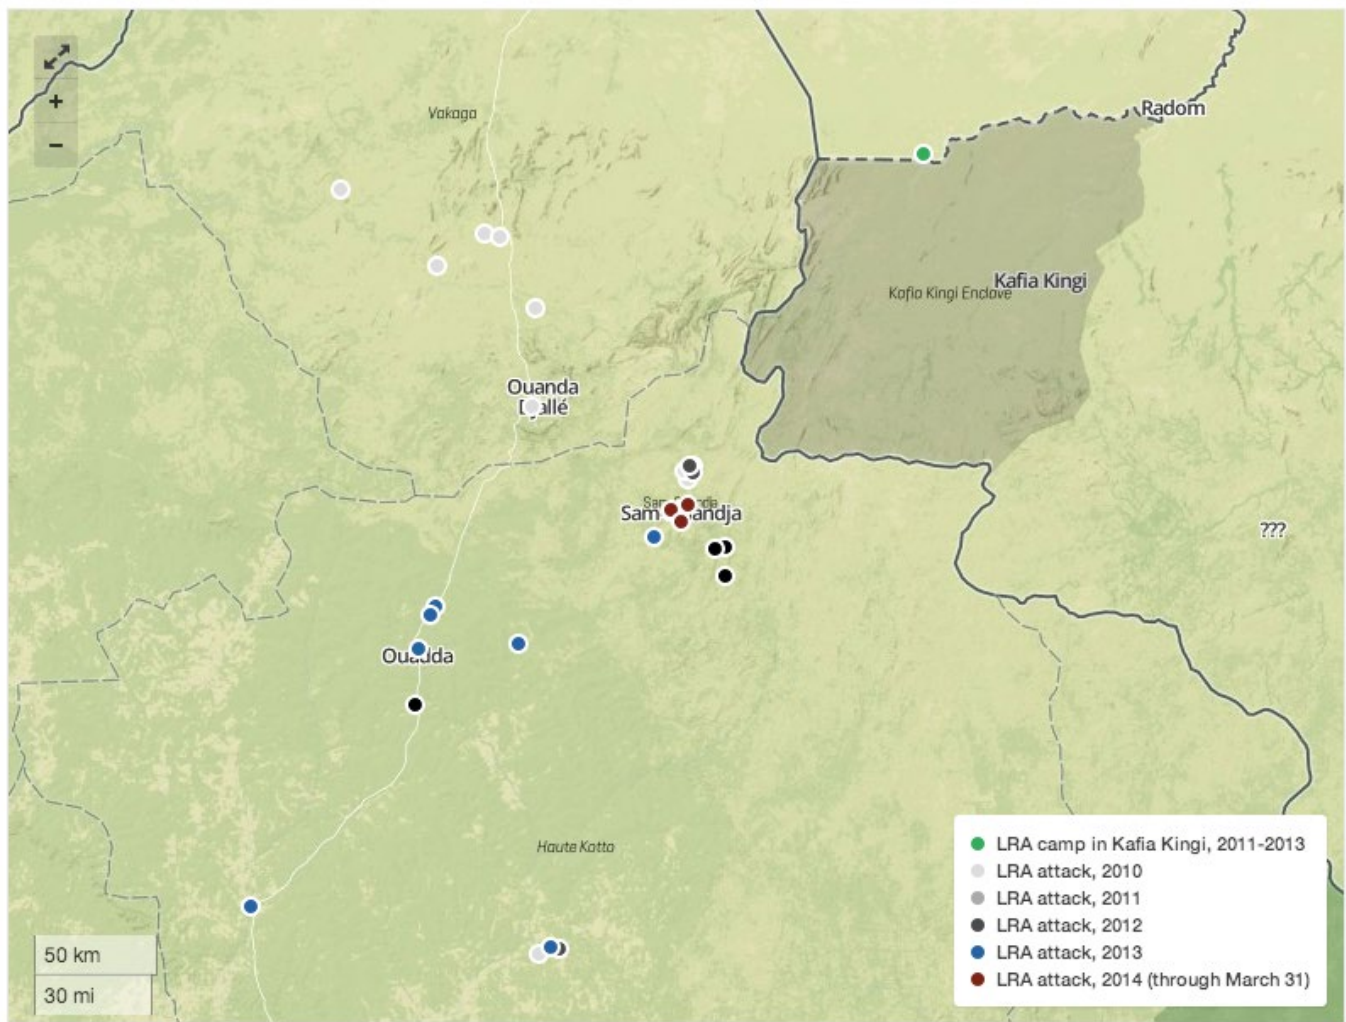 +
−
Vakaga
Radom
Kafia Kingi
Kafia Kingi Enclave
Ouanda
Djallé
???
Ouadda
Haute Kotto
LRA camp in Kafia Kingi, 2011-2013
LRA attack, 2010
LRA attack, 2011
LRA attack, 2012
LRA attack, 2013
LRA attack, 2014 (through March 31)
50 km
30 mi